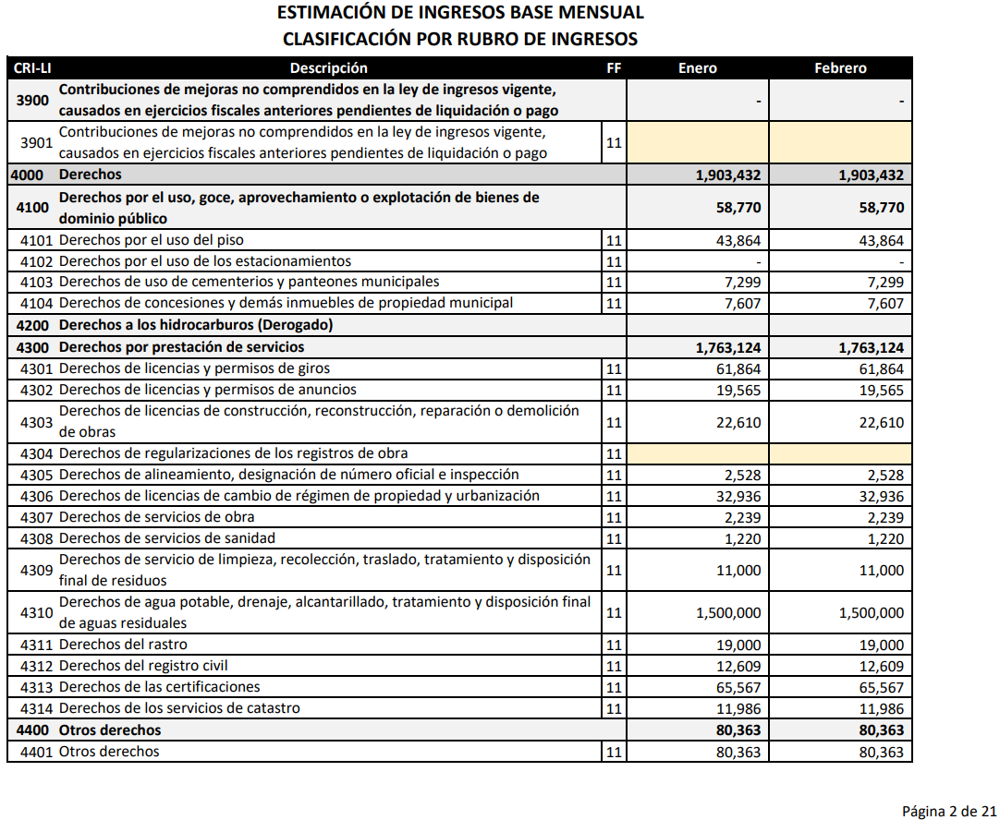 ESTIMACIÓN DE INGRESOS BASE MENSUAL
CLASIFICACIÓN POR RUBRO DE INGRESOS
CRI-LI Descripción FF Enero Febrero
3900 Contribuciones de mejoras no comprendidos en la ley de ingresos vigente,
causados en ejercicios fiscales anteriores pendientes de liquidación o pago - -
3901 Contribuciones de mejoras no comprendidos en la ley de ingresos vigente,
causados en ejercicios fiscales anteriores pendientes de liquidación o pago 11
4000 Derechos 1,903,432 1,903,432
4100 Derechos por el uso, goce, aprovechamiento o explotación de bienes de
dominio público 58,770 58,770
4101 Derechos por el uso del piso 11 43,864 43,864
4102 Derechos por el uso de los estacionamientos 11 - -
4103 Derechos de uso de cementerios y panteones municipales 11 7,299 7,299
4104 Derechos de concesiones y demás inmuebles de propiedad municipal 11 7,607 7,607
4200 Derechos a los hidrocarburos (Derogado)
4300 Derechos por prestación de servicios 1,763,124 1,763,124
4301 Derechos de licencias y permisos de giros 11 61,864 61,864
4302 Derechos de licencias y permisos de anuncios 11 19,565 19,565
4303 Derechos de licencias de construcción, reconstrucción, reparación o demolición
de obras 11 22,610 22,610
4304 Derechos de regularizaciones de los registros de obra 11
4305 Derechos de alineamiento, designación de número oficial e inspección 11 2,528 2,528
4306 Derechos de licencias de cambio de régimen de propiedad y urbanización 11 32,936 32,936
4307 Derechos de servicios de obra 11 2,239 2,239
4308 Derechos de servicios de sanidad 11 1,220 1,220
4309 Derechos de servicio de limpieza, recolección, traslado, tratamiento y disposición
final de residuos 11 11,000 11,000
4310 Derechos de agua potable, drenaje, alcantarillado, tratamiento y disposición final
de aguas residuales 11 1,500,000 1,500,000
4311 Derechos del rastro 11 19,000 19,000
4312 Derechos del registro civil 11 12,609 12,609
4313 Derechos de las certificaciones 11 65,567 65,567
4314 Derechos de los servicios de catastro 11 11,986 11,986
4400 Otros derechos 80,363 80,363
4401 Otros derechos 11 80,363 80,363
Página 2 de 21